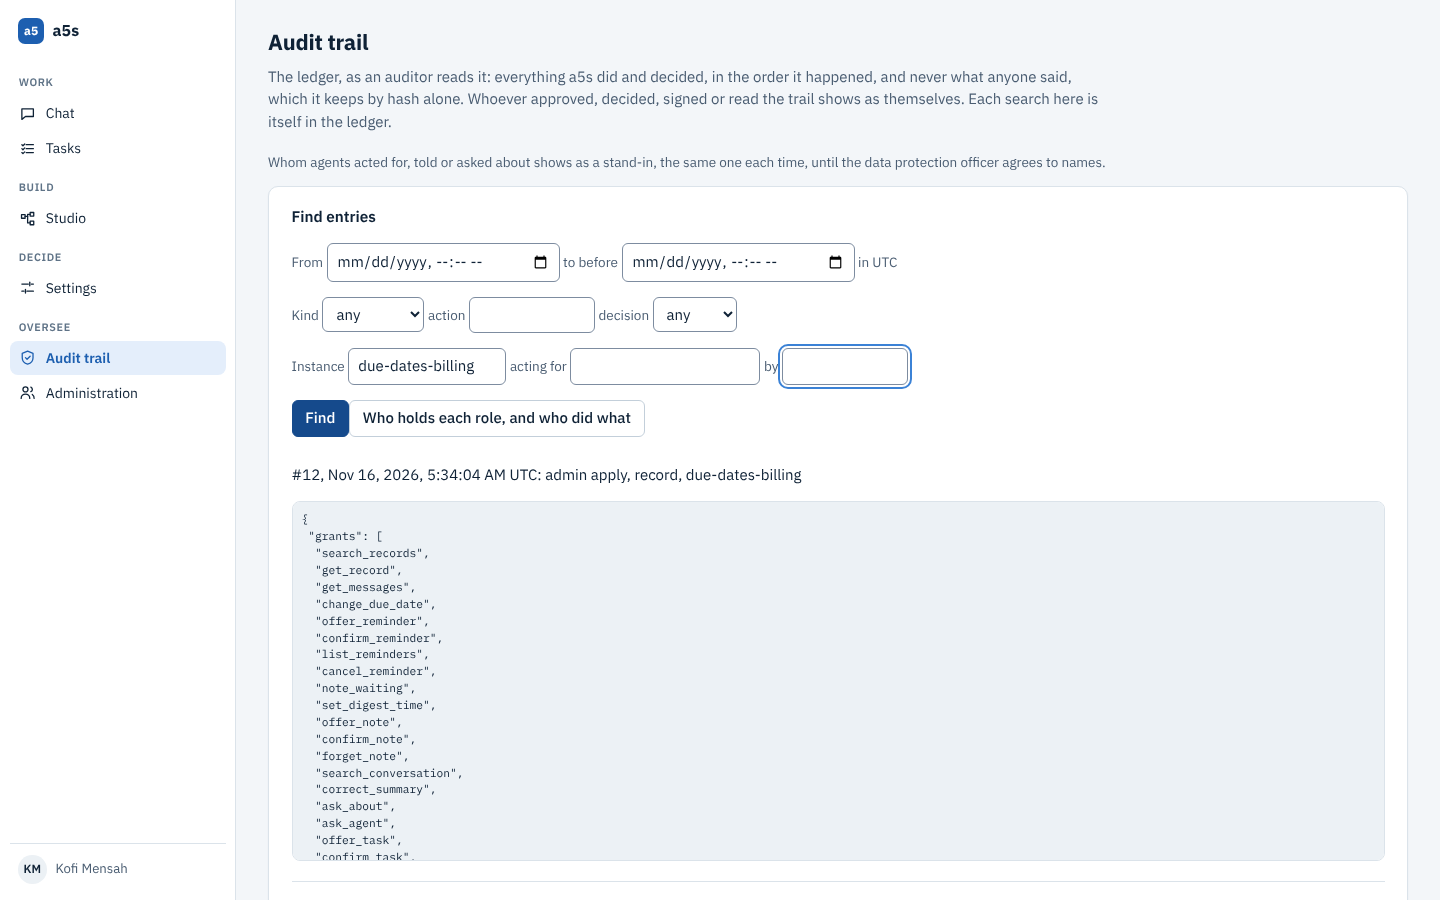 a5 a5s
WORK
Chat
Tasks
BUILD
Studio
DECIDE
Settings
OVERSEE
Audit trail
Administration
KM Kofi Mensah
Audit trail
The ledger, as an auditor reads it: everything a5s did and decided, in the order it happened, and never what anyone said,
which it keeps by hash alone. Whoever approved, decided, signed or read the trail shows as themselves. Each search here is
itself in the ledger.
Whom agents acted for, told or asked about shows as a stand-in, the same one each time, until the data protection officer agrees to names.
Find entries
From mm/dd/yyyy, --:-- -- to before mm/dd/yyyy, --:-- -- in UTC
Kind any action decision any
Instance due-dates-billing acting for by
Find Who holds each role, and who did what
#12, Nov 16, 2026, 5:34:04 AM UTC: admin apply, record, due-dates-billing
{
"grants": [
"search_records",
"get_record",
"get_messages",
"change_due_date",
"offer_reminder",
"confirm_reminder",
"list_reminders",
"cancel_reminder",
"note_waiting",
"set_digest_time",
"offer_note",
"confirm_note",
"forget_note",
"search_conversation",
"correct_summary",
"ask_about",
"ask_agent",
"offer_task",
"confirm_task",